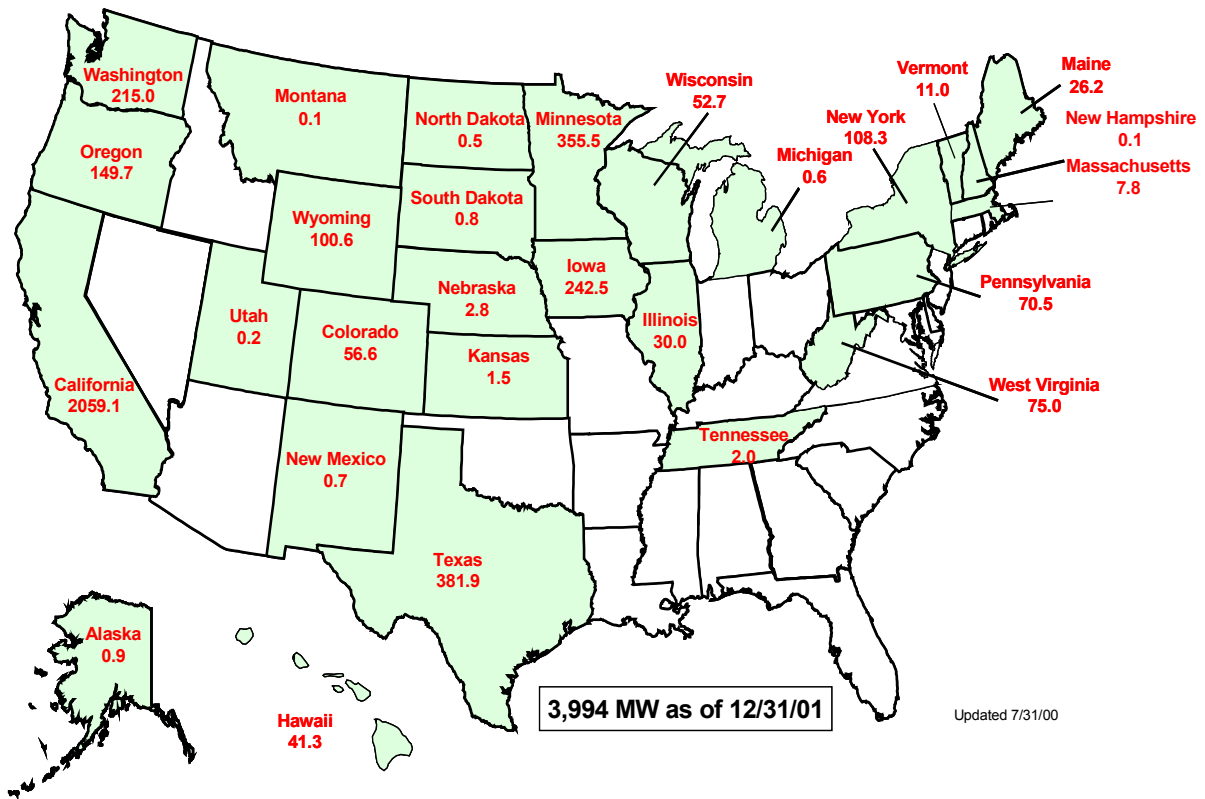 Washington
215.0
Oregon
149.7
California
2059.1
Montana
0.1
Wyoming
100.6
Utah
0.2
Colorado
56.6
New Mexico
0.7
North Dakota
0.5
South Dakota
0.8
Nebraska
2.8
Kansas
1.5
Texas
381.9
Minnesota
355.5
Iowa
242.5
Wisconsin
52.7
Illinois
30.0
Michigan
0.6
Tennessee
2.0
New York
108.3
Vermont
11.0
Maine
26.2
New Hampshire
0.1
Massachusetts
7.8
Pennsylvania
70.5
West Virginia
75.0
Alaska
0.9
Hawaii
41.3
3,994 MW as of 12/31/01
Updated 7/31/00